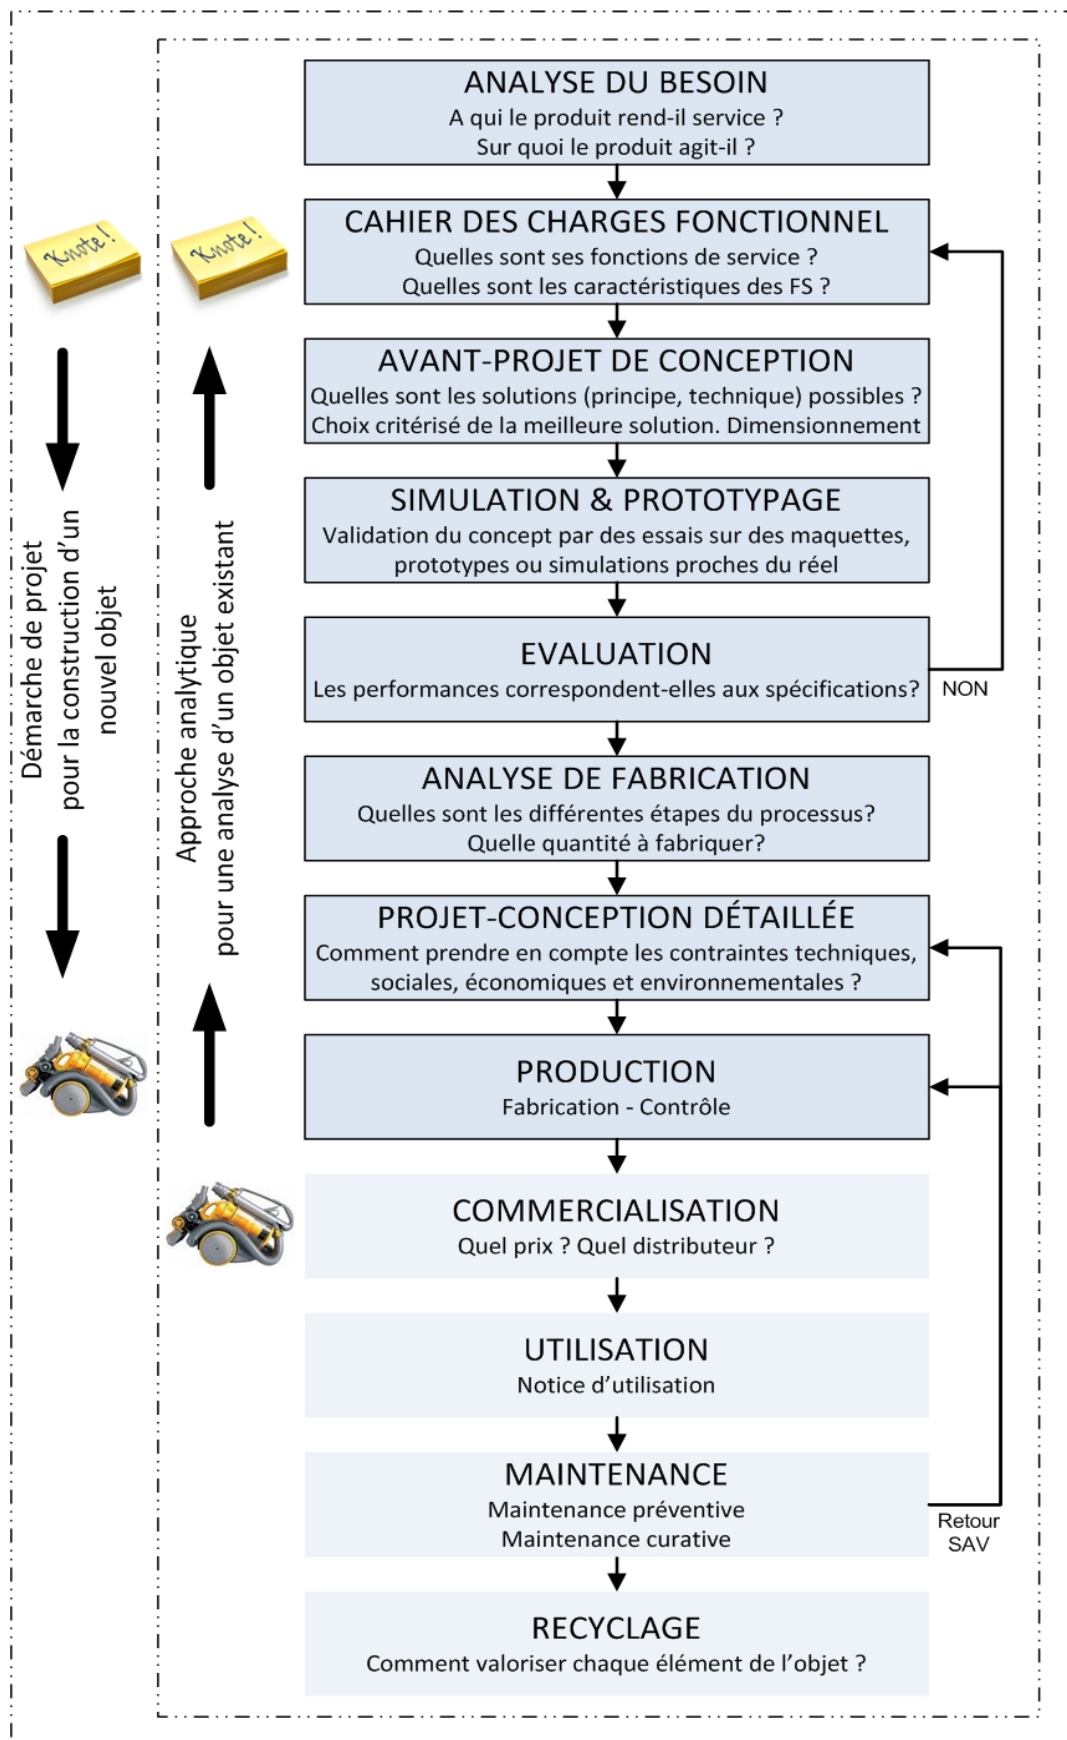 ANALYSE DU BESOIN
A qui le produit rend-il service ?
Sur quoi le produit agit-il ?
CAHIER DES CHARGES FONCTIONNEL
Quelles sont ses fonctions de service ?
Quelles sont les caractéristiques des FS ?
Knote!
Knote!
AVANT-PROJET DE CONCEPTION
Quelles sont les solutions (principe, technique) possibles ?
Choix critérisé de la meilleure solution. Dimensionnement
SIMULATION & PROTOTYPAGE
Validation du concept par des essais sur des maquettes,
prototypes ou simulations proches du réel
Démarche de projet
pour la construction d'un
nouvel objet
Approche analytique
pour une analyse d'un objet existant
EVALUATION
Les performances correspondent-elles aux spécifications?
NON
ANALYSE DE FABRICATION
Quelles sont les différentes étapes du processus?
Quelle quantité à fabriquer?
PROJET-CONCEPTION DÉTAILLÉE
Comment prendre en compte les contraintes techniques,
sociales, économiques et environnementales ?
PRODUCTION
Fabrication - Contrôle
COMMERCIALISATION
Quel prix ? Quel distributeur ?
UTILISATION
Notice d'utilisation
MAINTENANCE
Maintenance préventive
Maintenance curative
Retour
SAV
RECYCLAGE
Comment valoriser chaque élément de l'objet ?